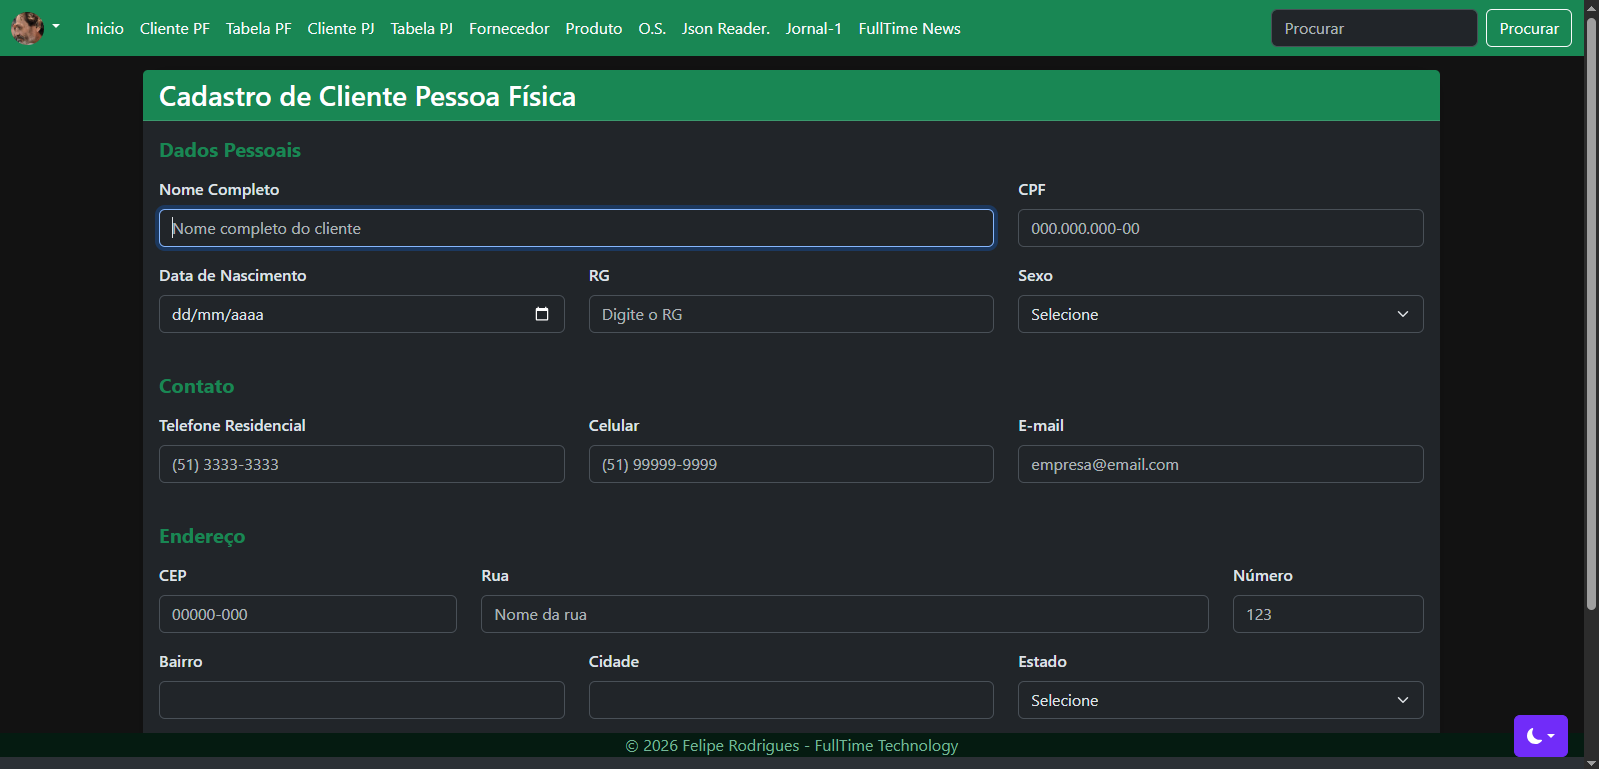 Inicio Cliente PF Tabela PF Cliente PJ Tabela PJ Fornecedor Produto O.S. Json Reader. Jornal-1 FullTime News Procurar Procurar
Cadastro de Cliente Pessoa Física
Dados Pessoais
Nome Completo CPF
Nome completo do cliente 000.000.000-00
Data de Nascimento RG Sexo
dd/mm/aaaa Digite o RG Selecione
Contato
Telefone Residencial Celular E-mail
(51) 3333-3333 (51) 99999-9999 empresa@email.com
Endereço
CEP Rua Número
00000-000 Nome da rua 123
Bairro Cidade Estado
Selecione
© 2026 Felipe Rodrigues - FullTime Technology